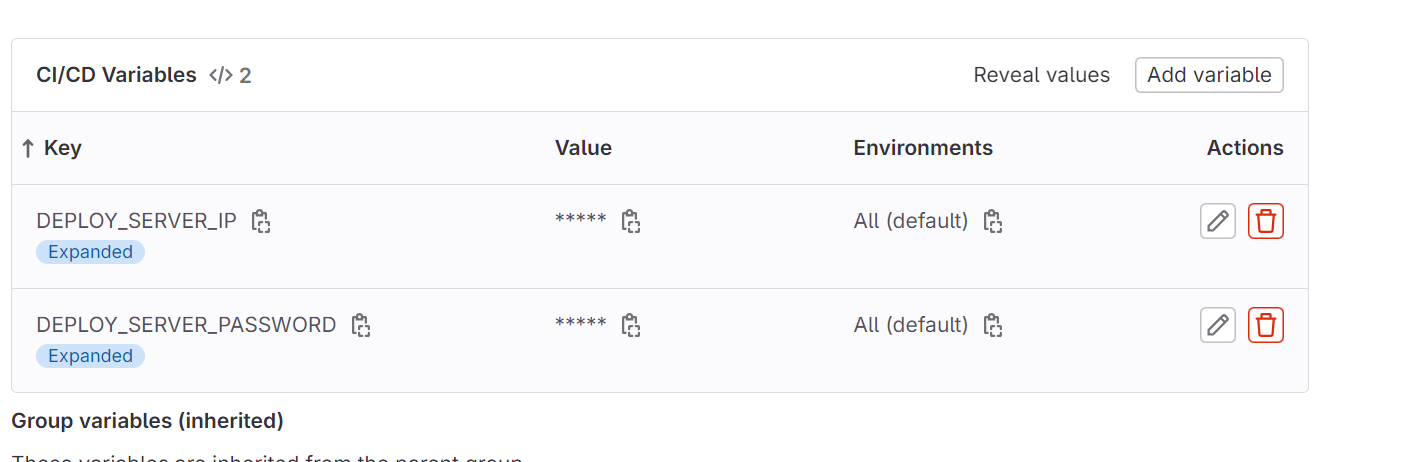 CI/CD Variables </> 2 Reveal values Add variable
↑ Key Value Environments Actions
DEPLOY_SERVER_IP ***** All (default)
Expanded
DEPLOY_SERVER_PASSWORD ***** All (default)
Expanded
Group variables (inherited)
These variables are inherited from the parent group.